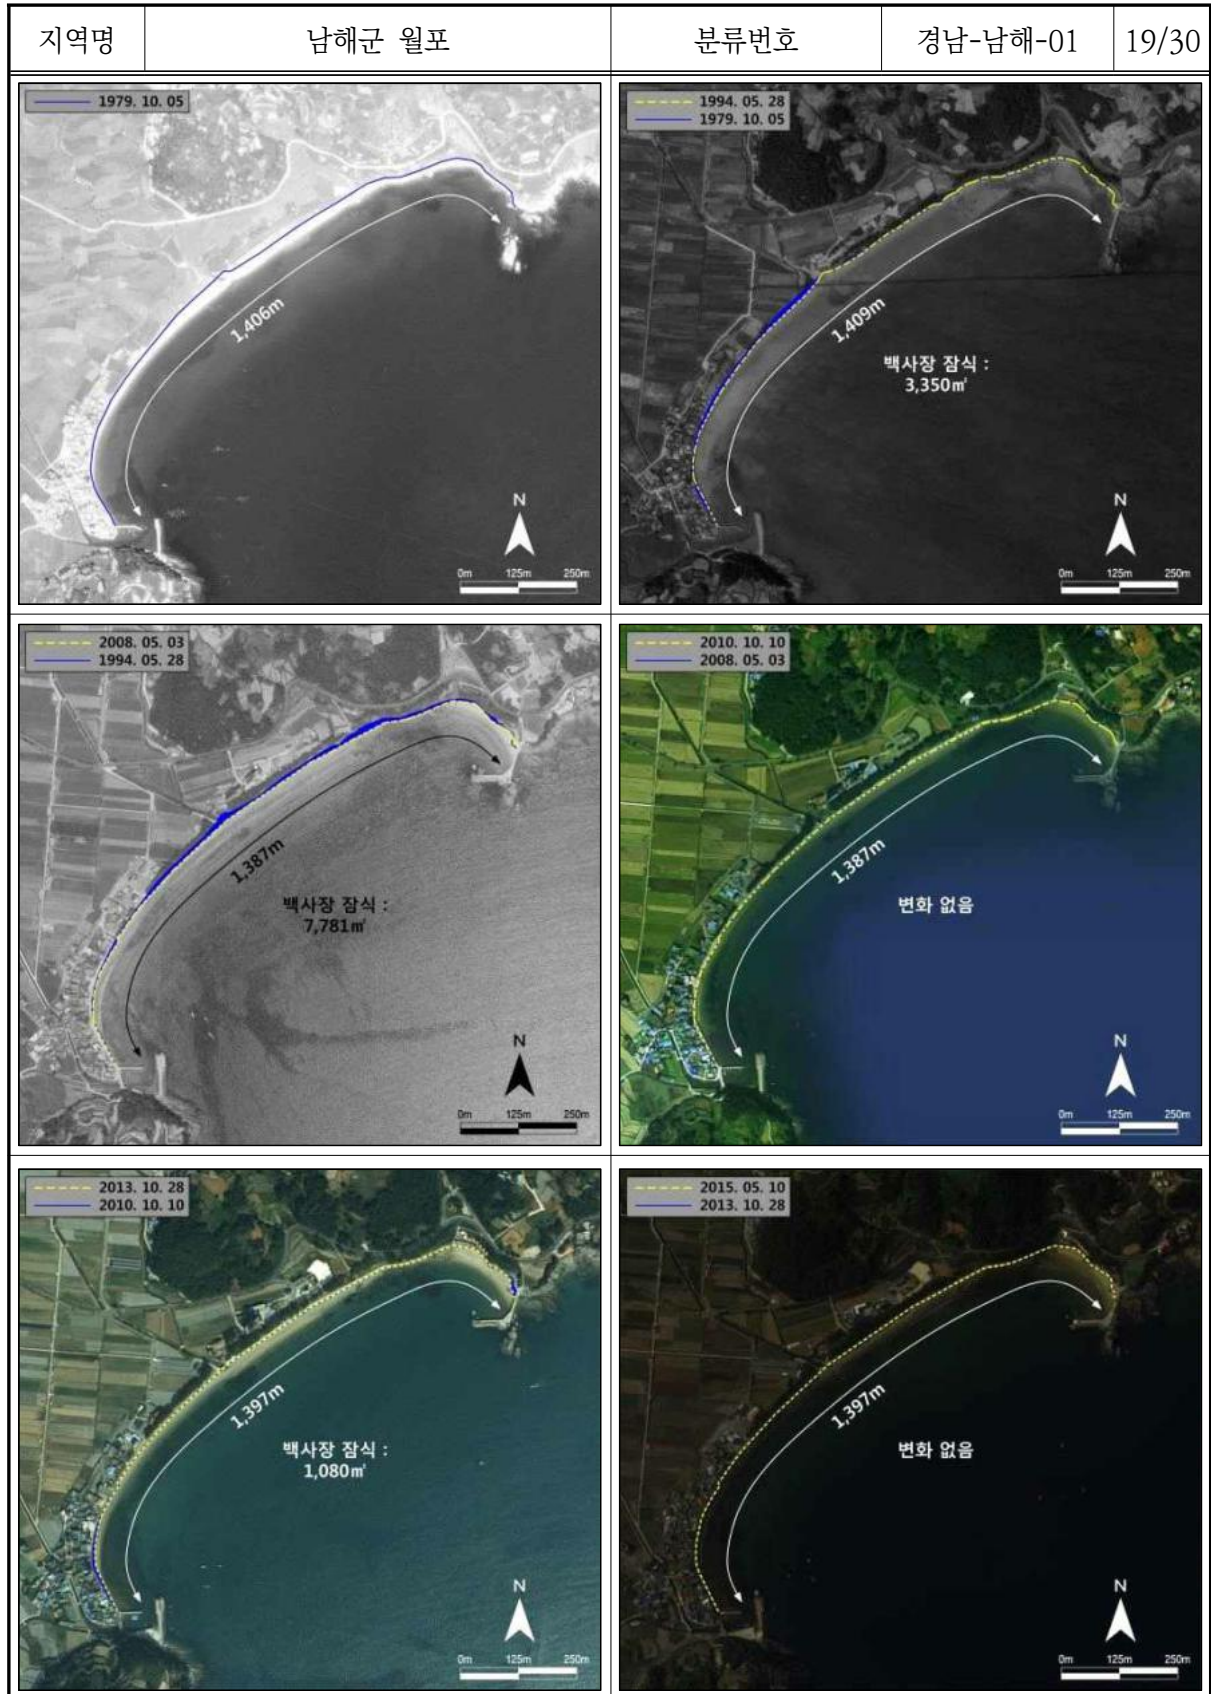 지역명 남해군 월포 분류번호 경남-남해-01 19/30
1979. 10. 05
1,406m
N
0m 125m 250m
1994. 05. 28
1979. 10. 05
1,409m
백사장 잠식 :
3,350㎡
N
0m 125m 250m
2008. 05. 03
1994. 05. 28
1,387m
백사장 잠식 :
7,781㎡
N
0m 125m 250m
2010. 10. 10
2008. 05. 03
1,387m
변화 없음
N
0m 125m 250m
2013. 10. 28
2010. 10. 10
1,397m
백사장 잠식 :
1,080㎡
N
0m 125m 250m
2015. 05. 10
2013. 10. 28
1,397m
변화 없음
N
0m 125m 250m